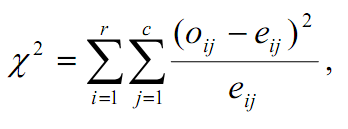 χ² = ∑_{i=1}^{r} ∑_{j=1}^{c} (o_{ij} − e_{ij})² / e_{ij} ,